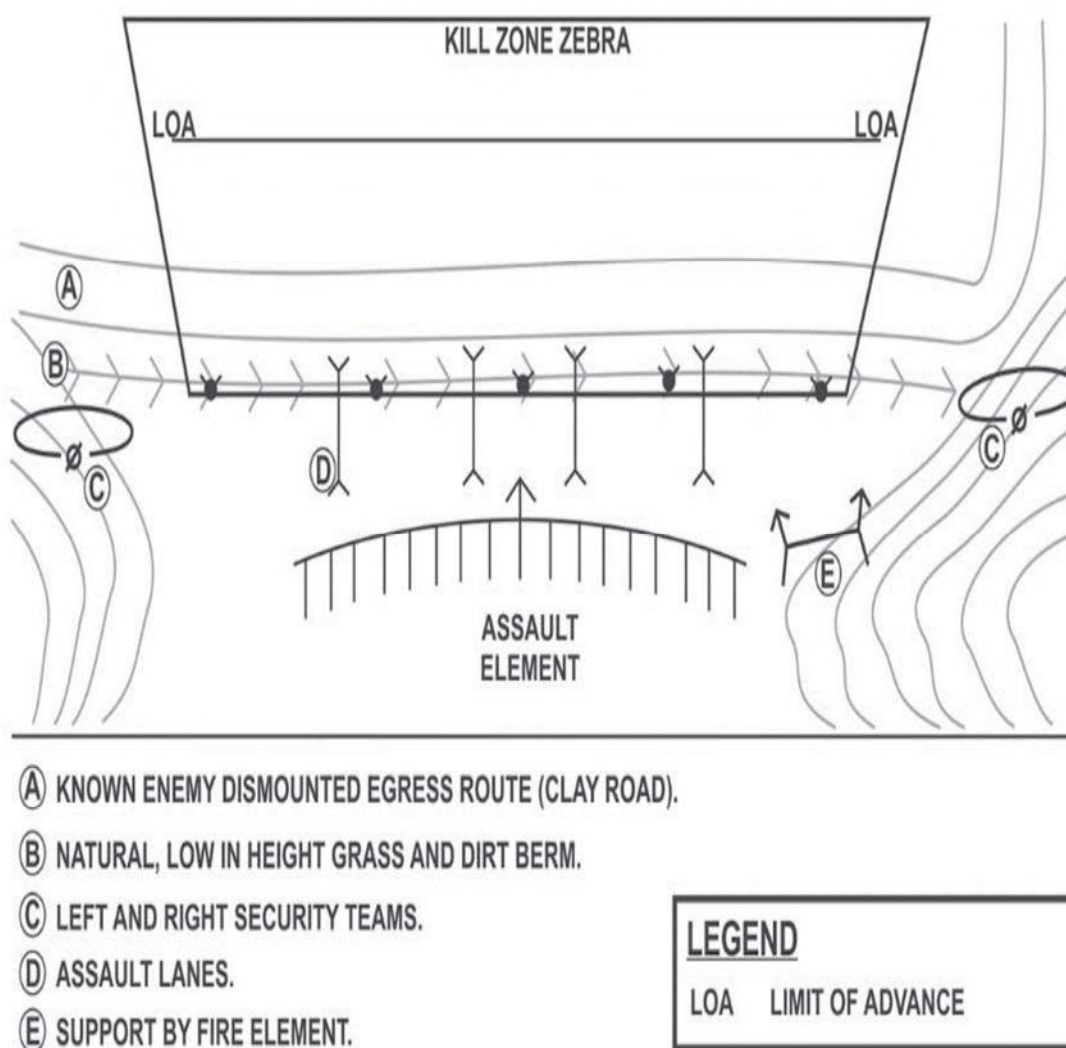 KILL ZONE ZEBRA
LOA LOA
A
B
C
C
D
E
ASSAULT
ELEMENT
A KNOWN ENEMY DISMOUNTED EGRESS ROUTE (CLAY ROAD).
B NATURAL, LOW IN HEIGHT GRASS AND DIRT BERM.
C LEFT AND RIGHT SECURITY TEAMS.
D ASSAULT LANES.
E SUPPORT BY FIRE ELEMENT.
LEGEND
LOA LIMIT OF ADVANCE